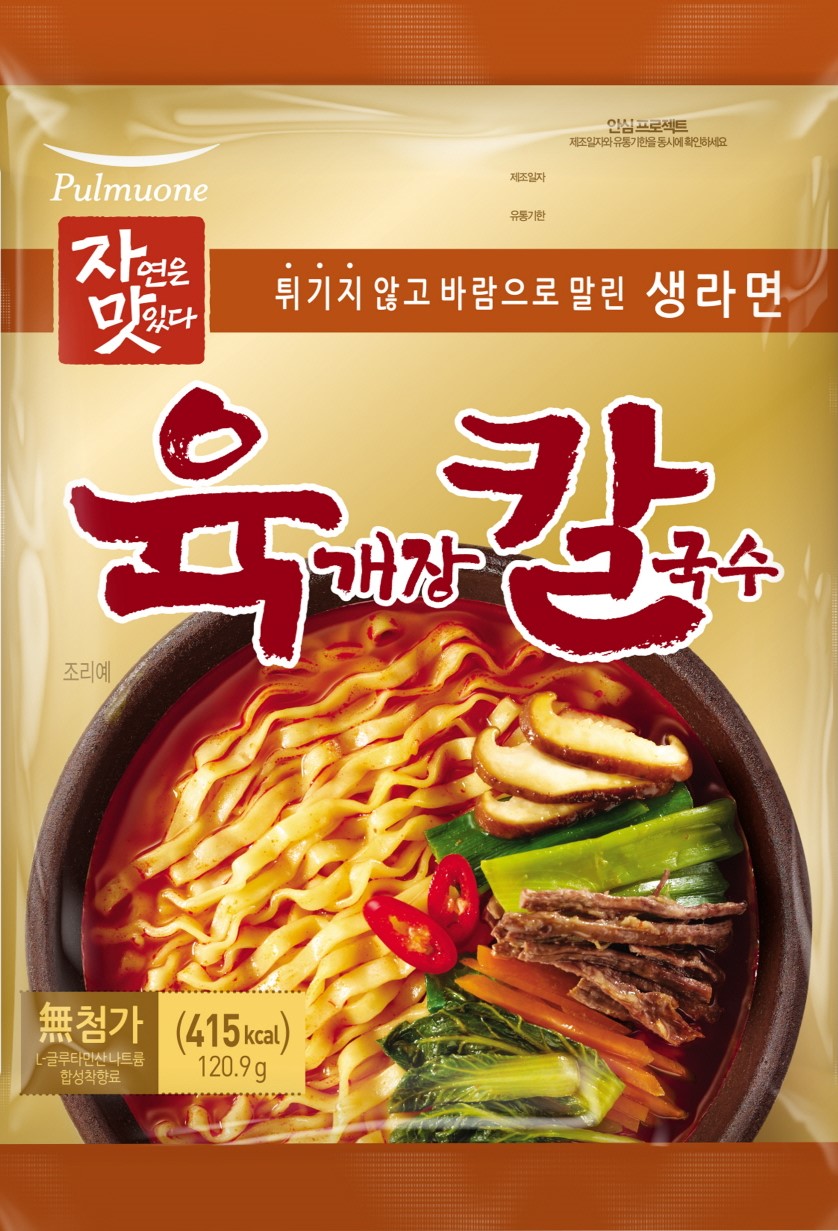 안심 프로젝트
제조일자와 유통기한을 동시에 확인하세요
제조일자
유통기한
Pulmuone
자연은
맛있다
튀기지 않고 바람으로 말린 생라면
육개장 칼국수
조리예
無첨가
L-글루타민산나트륨
합성착향료
(415kcal)
120.9g